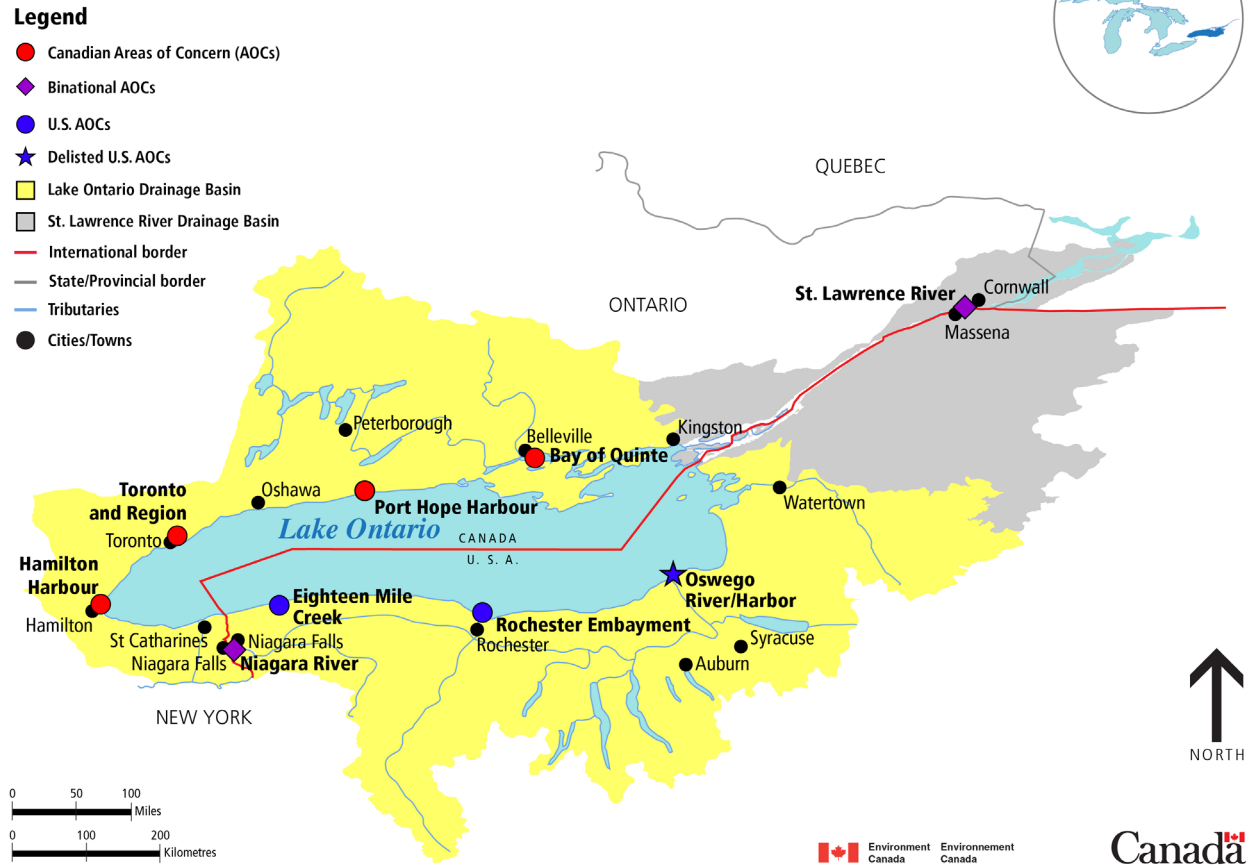 Legend
Canadian Areas of Concern (AOCs)
Binational AOCs
U.S. AOCs
Delisted U.S. AOCs
Lake Ontario Drainage Basin
St. Lawrence River Drainage Basin
International border
State/Provincial border
Tributaries
Cities/Towns
QUEBEC
ONTARIO
St. Lawrence River
Cornwall
Massena
Peterborough
Belleville
Kingston
Bay of Quinte
Oshawa
Toronto
and Region
Port Hope Harbour
Watertown
Toronto
Lake Ontario
CANADA
U. S. A.
Hamilton
Harbour
Hamilton
Eighteen Mile
Creek
Oswego
River/Harbor
Rochester Embayment
Rochester
St Catharines
Niagara Falls
Niagara Falls
Niagara River
Syracuse
Auburn
NEW YORK
NORTH
0 50 100
Miles
0 100 200
Kilometres
Environment
Canada
Environnement
Canada
Canada